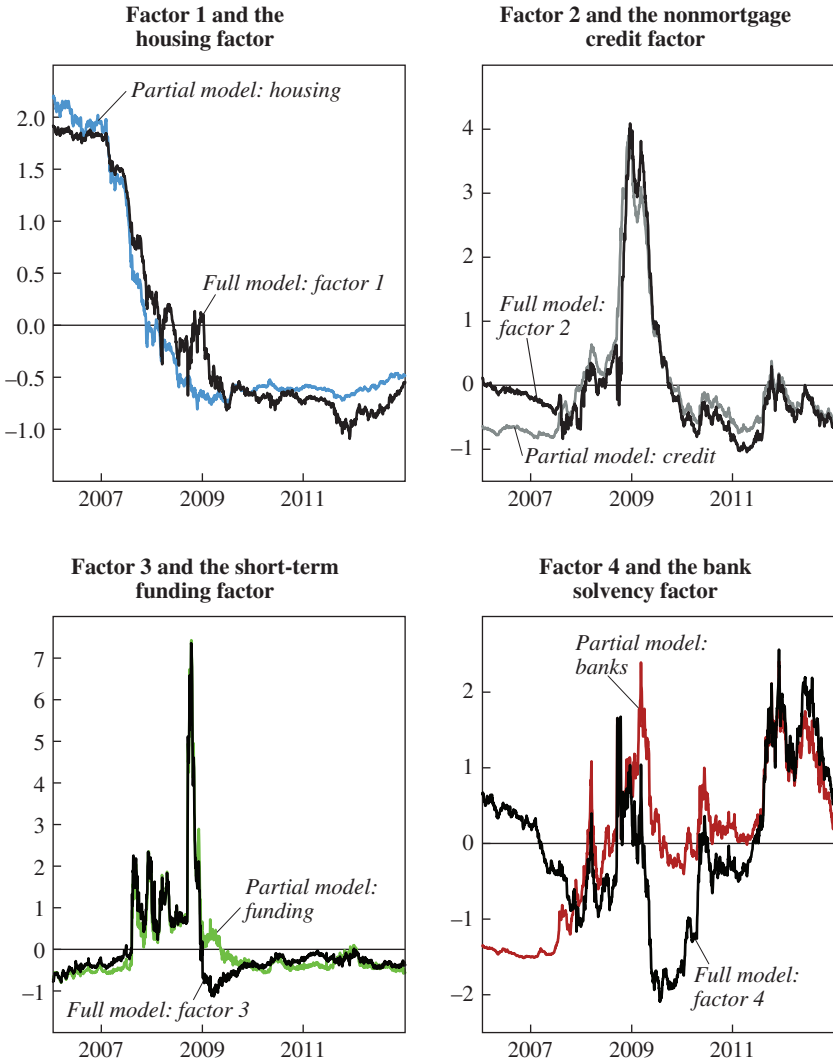 Factor 1 and the
housing factor
Partial model: housing
2.0
1.5
1.0
0.5
0.0
−0.5
−1.0
Full model: factor 1
2007
2009
2011
Factor 2 and the nonmortgage
credit factor
4
3
2
1
0
−1
Full model:
factor 2
Partial model: credit
2007
2009
2011
Factor 3 and the short-term
funding factor
7
6
5
4
3
2
1
0
−1
Partial model:
funding
Full model: factor 3
2007
2009
2011
Factor 4 and the bank
solvency factor
Partial model:
banks
2
1
0
−1
−2
Full model:
factor 4
2007
2009
2011